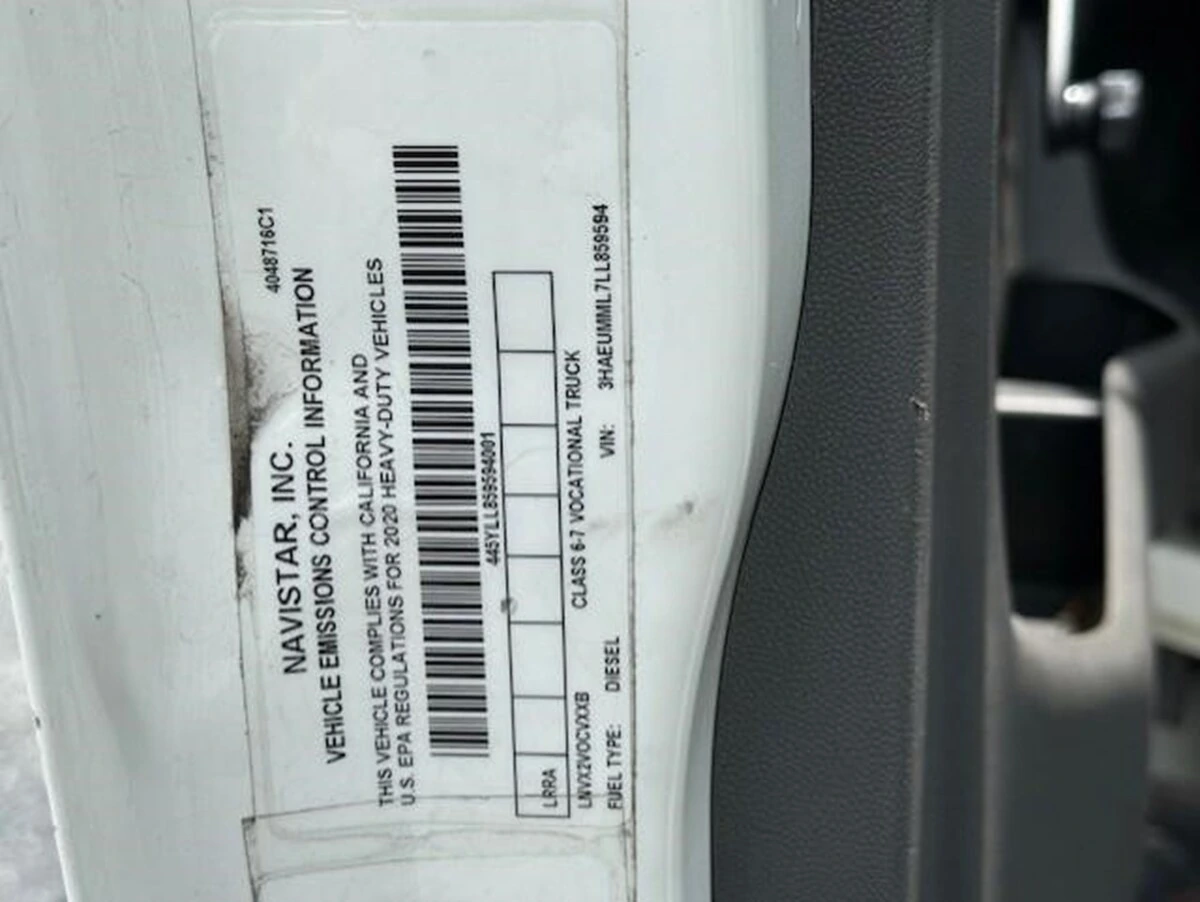 4048716C1
NAVISTAR, INC.
VEHICLE EMISSIONS CONTROL INFORMATION
THIS VEHICLE COMPLIES WITH CALIFORNIA AND
U.S. EPA REGULATIONS FOR 2020 HEAVY-DUTY VEHICLES
445YLL859594001
LRRA
LNVX2VOCVXXB CLASS 6-7 VOCATIONAL TRUCK
FUEL TYPE: DIESEL VIN: 3HAEUMML7LL859594